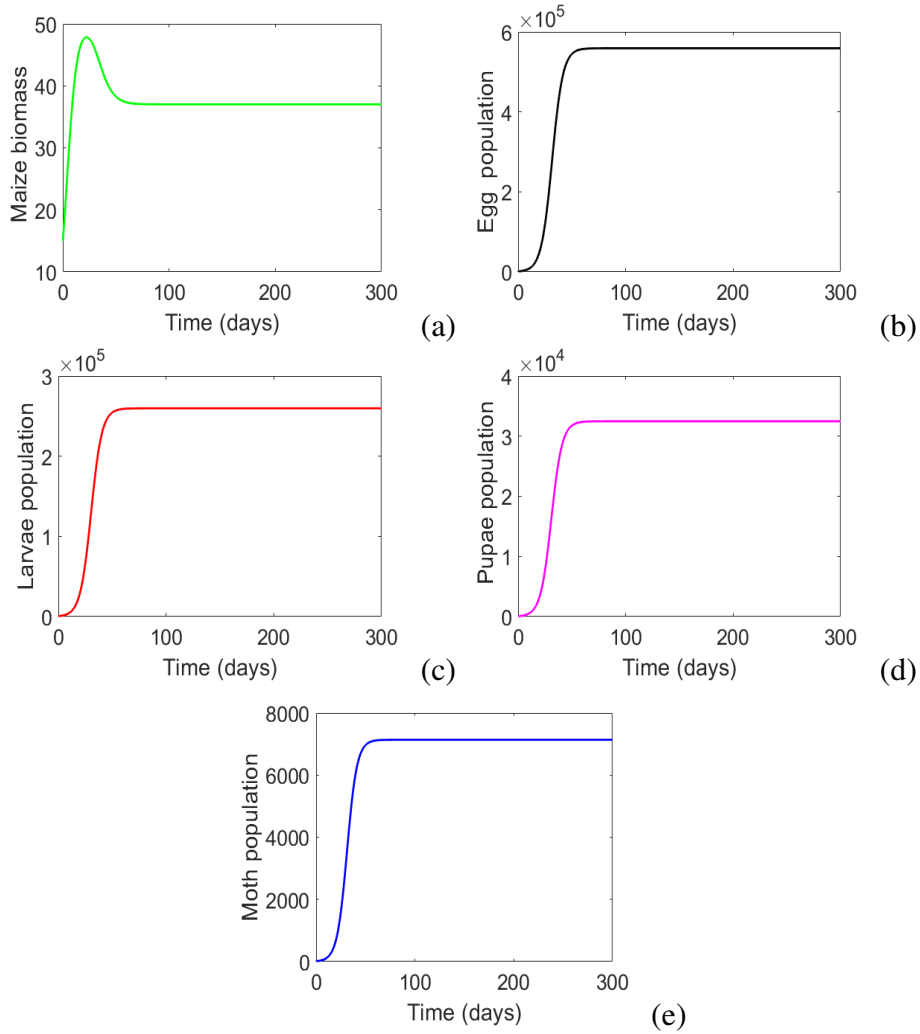 50
40
30
20
10
Maize biomass
0 100 200 300
Time (days)
(a)
×10^5
6
4
2
0
Egg population
0 100 200 300
Time (days)
(b)
×10^5
3
2
1
0
Larvae population
0 100 200 300
Time (days)
(c)
×10^4
4
3
2
1
0
Pupae population
0 100 200 300
Time (days)
(d)
8000
6000
4000
2000
0
Moth population
0 100 200 300
Time (days)
(e)